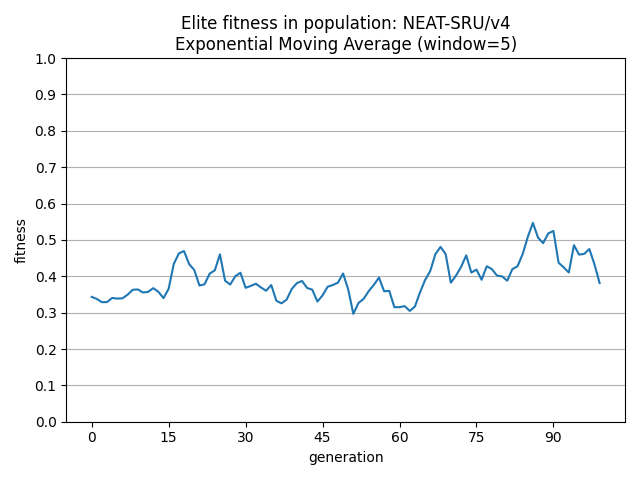 Elite fitness in population: NEAT-SRU/v4
Exponential Moving Average (window=5)
1.0
0.9
0.8
0.7
0.6
0.5
0.4
0.3
0.2
0.1
0.0
fitness
0 15 30 45 60 75 90
generation